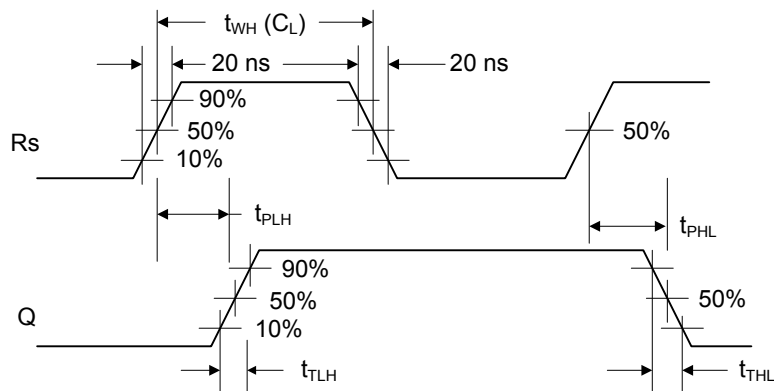 tWH (CL)
20 ns
20 ns
90%
50%
10%
Rs
50%
tPLH
tPHL
90%
50%
10%
Q
50%
tTLH
tTHL